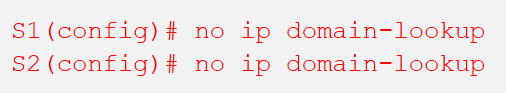 S1(config)# no ip domain-lookup
S2(config)# no ip domain-lookup